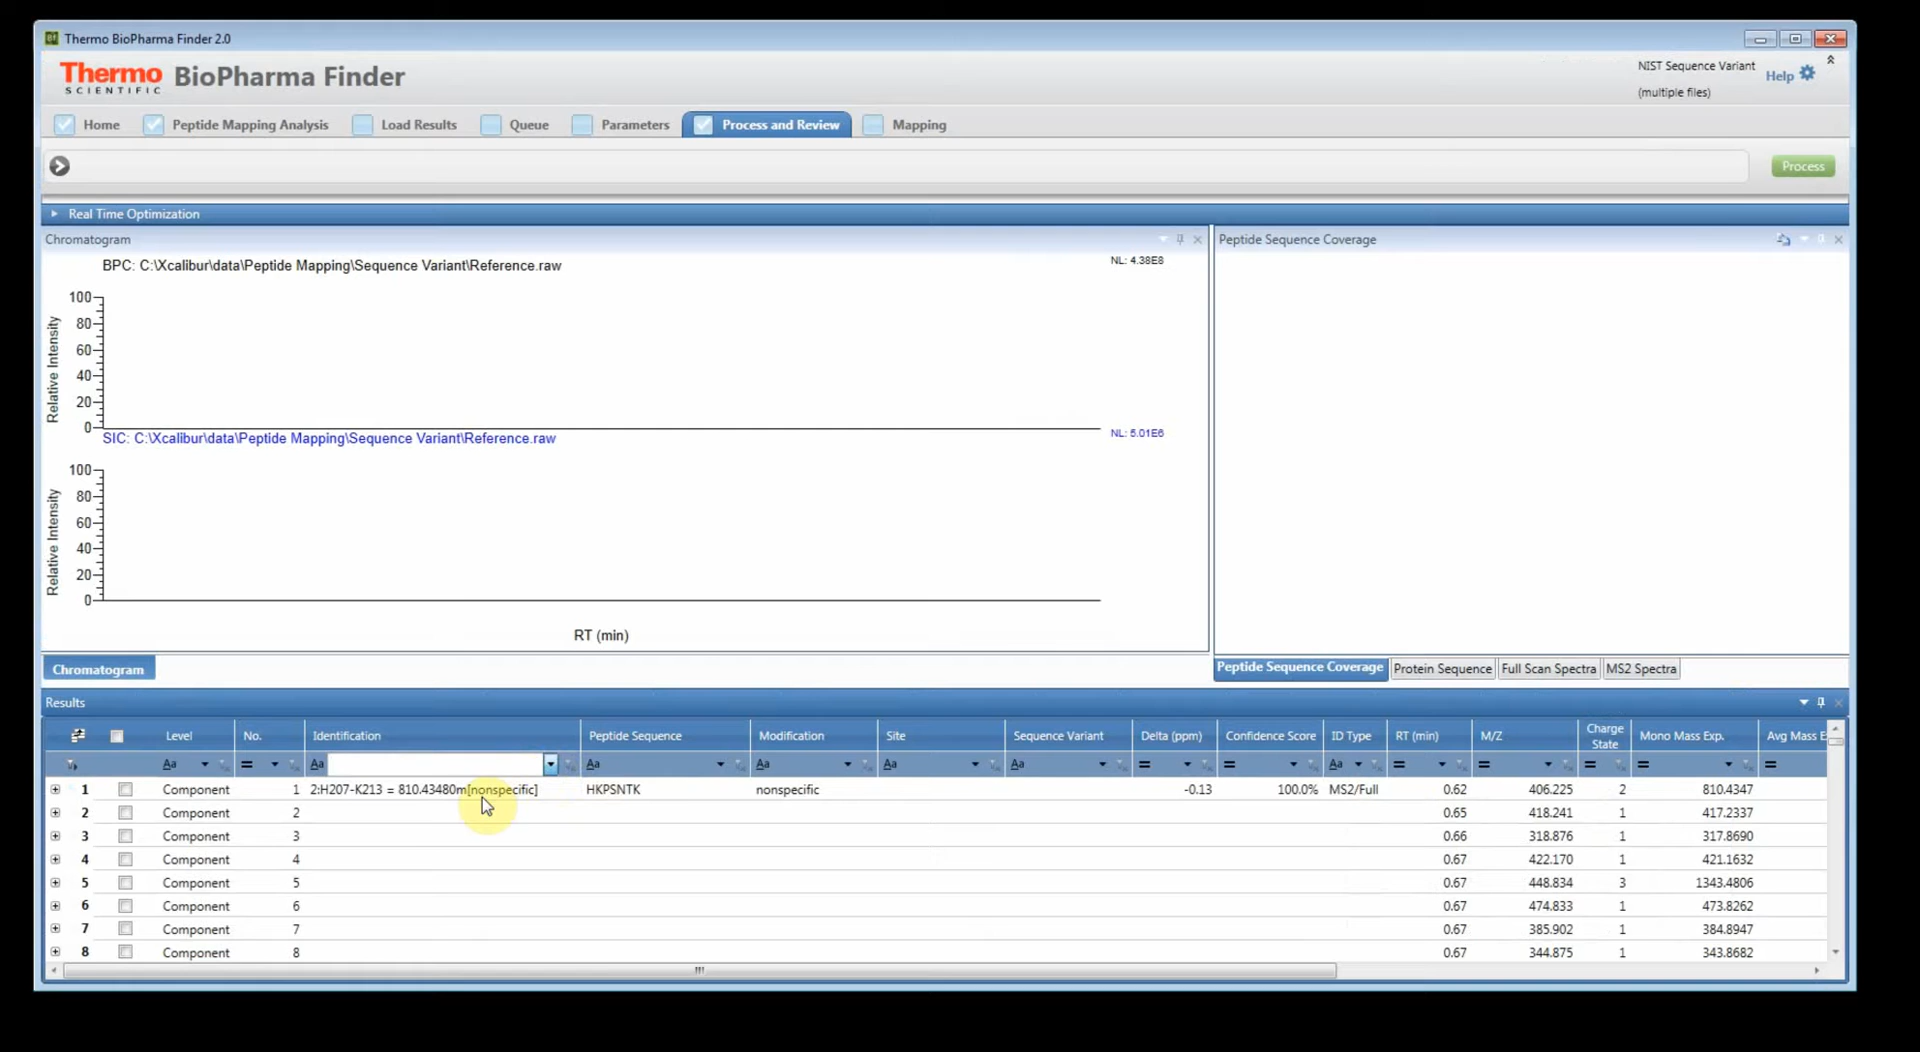 Thermo BioPharma Finder 2.0
Thermo SCIENTIFIC BioPharma Finder
NIST Sequence Variant
(multiple files)
Help
Home Peptide Mapping Analysis Load Results Queue Parameters Process and Review Mapping
Process
Real Time Optimization
Chromatogram
BPC: C:\Xcalibur\data\Peptide Mapping\Sequence Variant\Reference.raw
NL: 4.38E8
Relative Intensity
100
80
60
40
20
0
SIC: C:\Xcalibur\data\Peptide Mapping\Sequence Variant\Reference.raw
NL: 5.01E6
Relative Intensity
100
80
60
40
20
0
RT (min)
Chromatogram
Peptide Sequence Coverage
Peptide Sequence Coverage Protein Sequence Full Scan Spectra MS2 Spectra
Results
Level No. Identification Peptide Sequence Modification Site Sequence Variant Delta (ppm) Confidence Score ID Type RT (min) M/Z Charge State Mono Mass Exp. Avg Mass E
Aa = Aa Aa Aa Aa Aa = = Aa = = = = =
1 Component 1 2:H207-K213 = 810.43480m[nonspecific] HKPSNTK nonspecific -0.13 100.0% MS2/Full 0.62 406.225 2 810.4347
2 Component 2 0.65 418.241 1 417.2337
3 Component 3 0.66 318.876 1 317.8690
4 Component 4 0.67 422.170 1 421.1632
5 Component 5 0.67 448.834 3 1343.4806
6 Component 6 0.67 474.833 1 473.8262
7 Component 7 0.67 385.902 1 384.8947
8 Component 8 0.67 344.875 1 343.8682